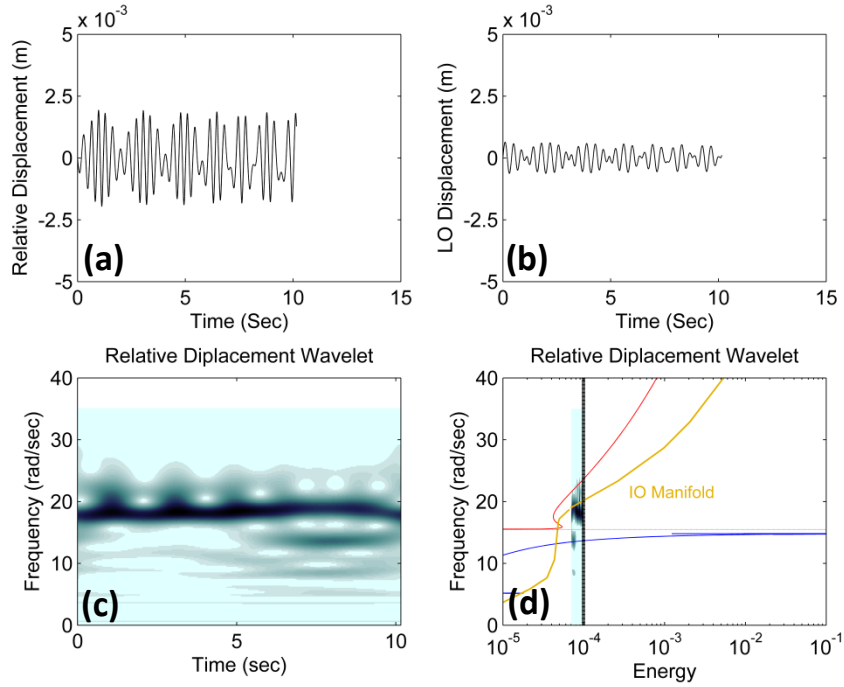 x 10⁻³
5
2.5
0
-2.5
-5
0
5
10
15
Relative Displacement (m)
Time (Sec)
(a)
x 10⁻³
5
2.5
0
-2.5
-5
0
5
10
15
LO Displacement (m)
Time (Sec)
(b)
Relative Diplacement Wavelet
40
30
20
10
0
0
5
10
Frequency (rad/sec)
Time (sec)
(c)
Relative Diplacement Wavelet
40
30
20
10
0
10⁻⁵
10⁻⁴
10⁻³
10⁻²
10⁻¹
Frequency (rad/sec)
IO Manifold
Energy
(d)